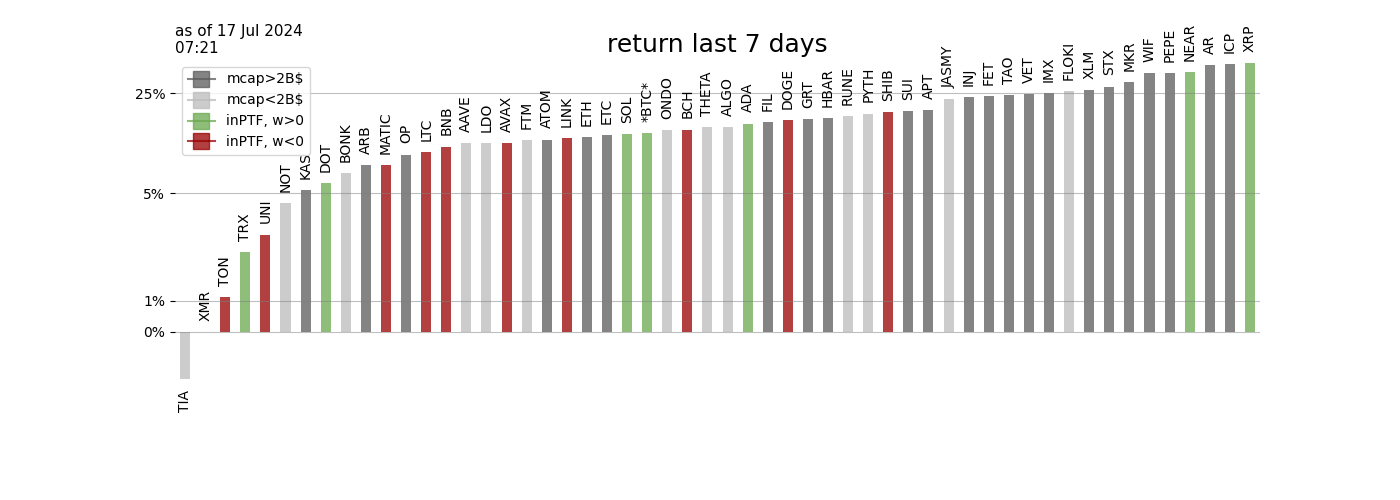 as of 17 Jul 2024
07:21
return last 7 days
mcap>2B$
mcap<2B$
inPTF, w>0
inPTF, w<0
25%
5%
1%
0%
TIA
XMR
TON
TRX
UNI
NOT
KAS
DOT
BONK
ARB
MATIC
OP
LTC
BNB
AAVE
LDO
AVAX
FTM
ATOM
LINK
ETH
ETC
SOL
*BTC*
ONDO
BCH
THETA
ALGO
ADA
FIL
DOGE
GRT
HBAR
RUNE
PYTH
SHIB
SUI
APT
JASMY
INJ
FET
TAO
VET
IMX
FLOKI
XLM
STX
MKR
WIF
PEPE
NEAR
AR
ICP
XRP